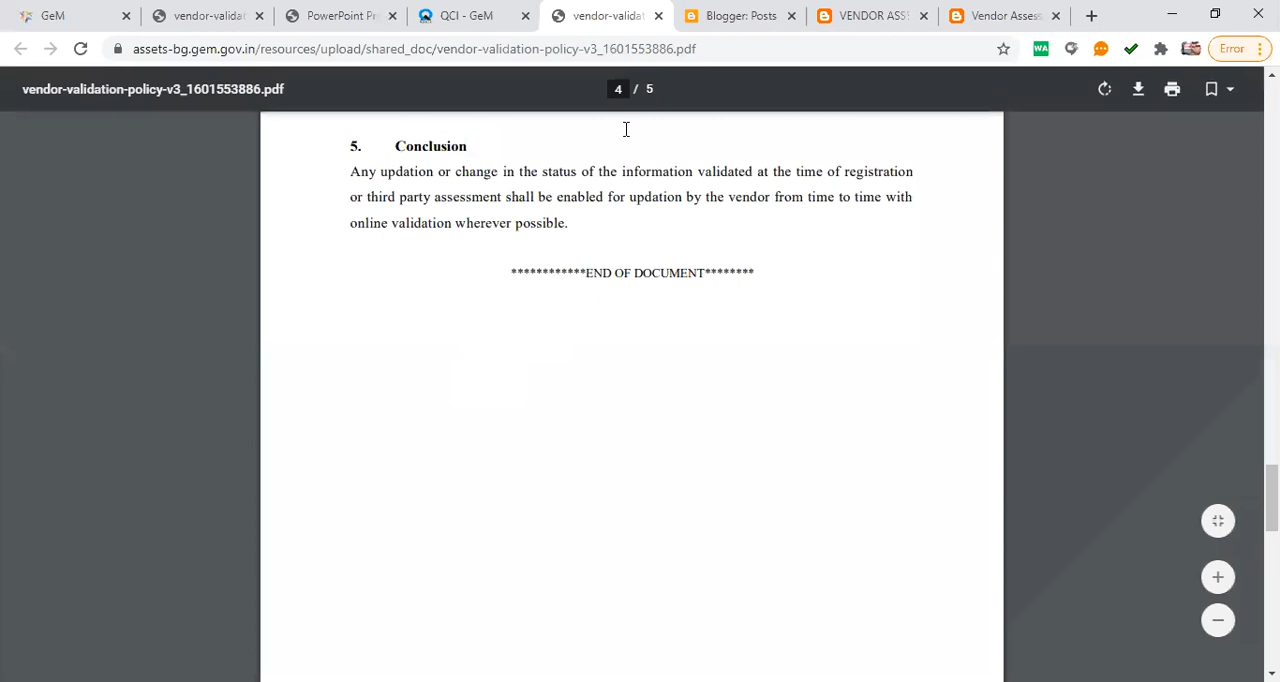 GeM
vendor-validat
PowerPoint Pr
QCI - GeM
vendor-validat
Blogger: Posts
VENDOR ASS
Vendor Assess
assets-bg.gem.gov.in/resources/upload/shared_doc/vendor-validation-policy-v3_1601553886.pdf
WA
Error
vendor-validation-policy-v3_1601553886.pdf
4 / 5
5. Conclusion
Any updation or change in the status of the information validated at the time of registration
or third party assessment shall be enabled for updation by the vendor from time to time with
online validation wherever possible.
************END OF DOCUMENT********